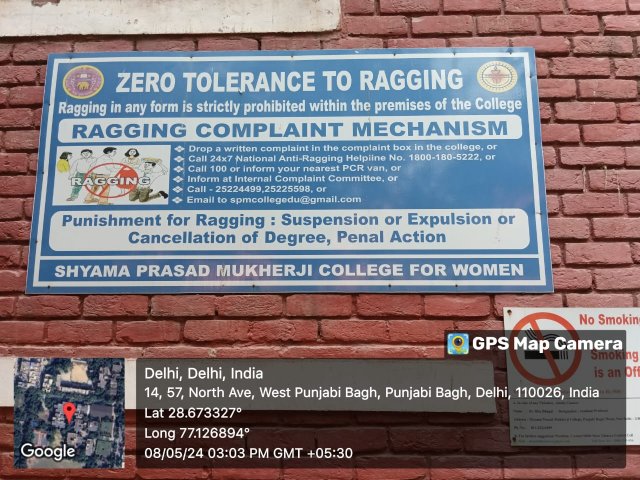 ZERO TOLERANCE TO RAGGING
Ragging in any form is strictly prohibited within the premises of the College
RAGGING COMPLAINT MECHANISM
RAGGING
Drop a written complaint in the complaint box in the college, or
Call 24x7 National Anti-Ragging Helpline No. 1800-180-5222, or
Call 100 or inform your nearest PCR van, or
Inform at Internal Complaint Committee, or
Call - 25224499,25225598, or
Email to spmcollegedu@gmail.com
Punishment for Ragging : Suspension or Expulsion or
Cancellation of Degree, Penal Action
SHYAMA PRASAD MUKHERJI COLLEGE FOR WOMEN
No Smoking
Smoking
is an Off
GPS Map Camera
Delhi, Delhi, India
14, 57, North Ave, West Punjabi Bagh, Punjabi Bagh, Delhi, 110026, India
Lat 28.673327°
Long 77.126894°
08/05/24 03:03 PM GMT +05:30
Google